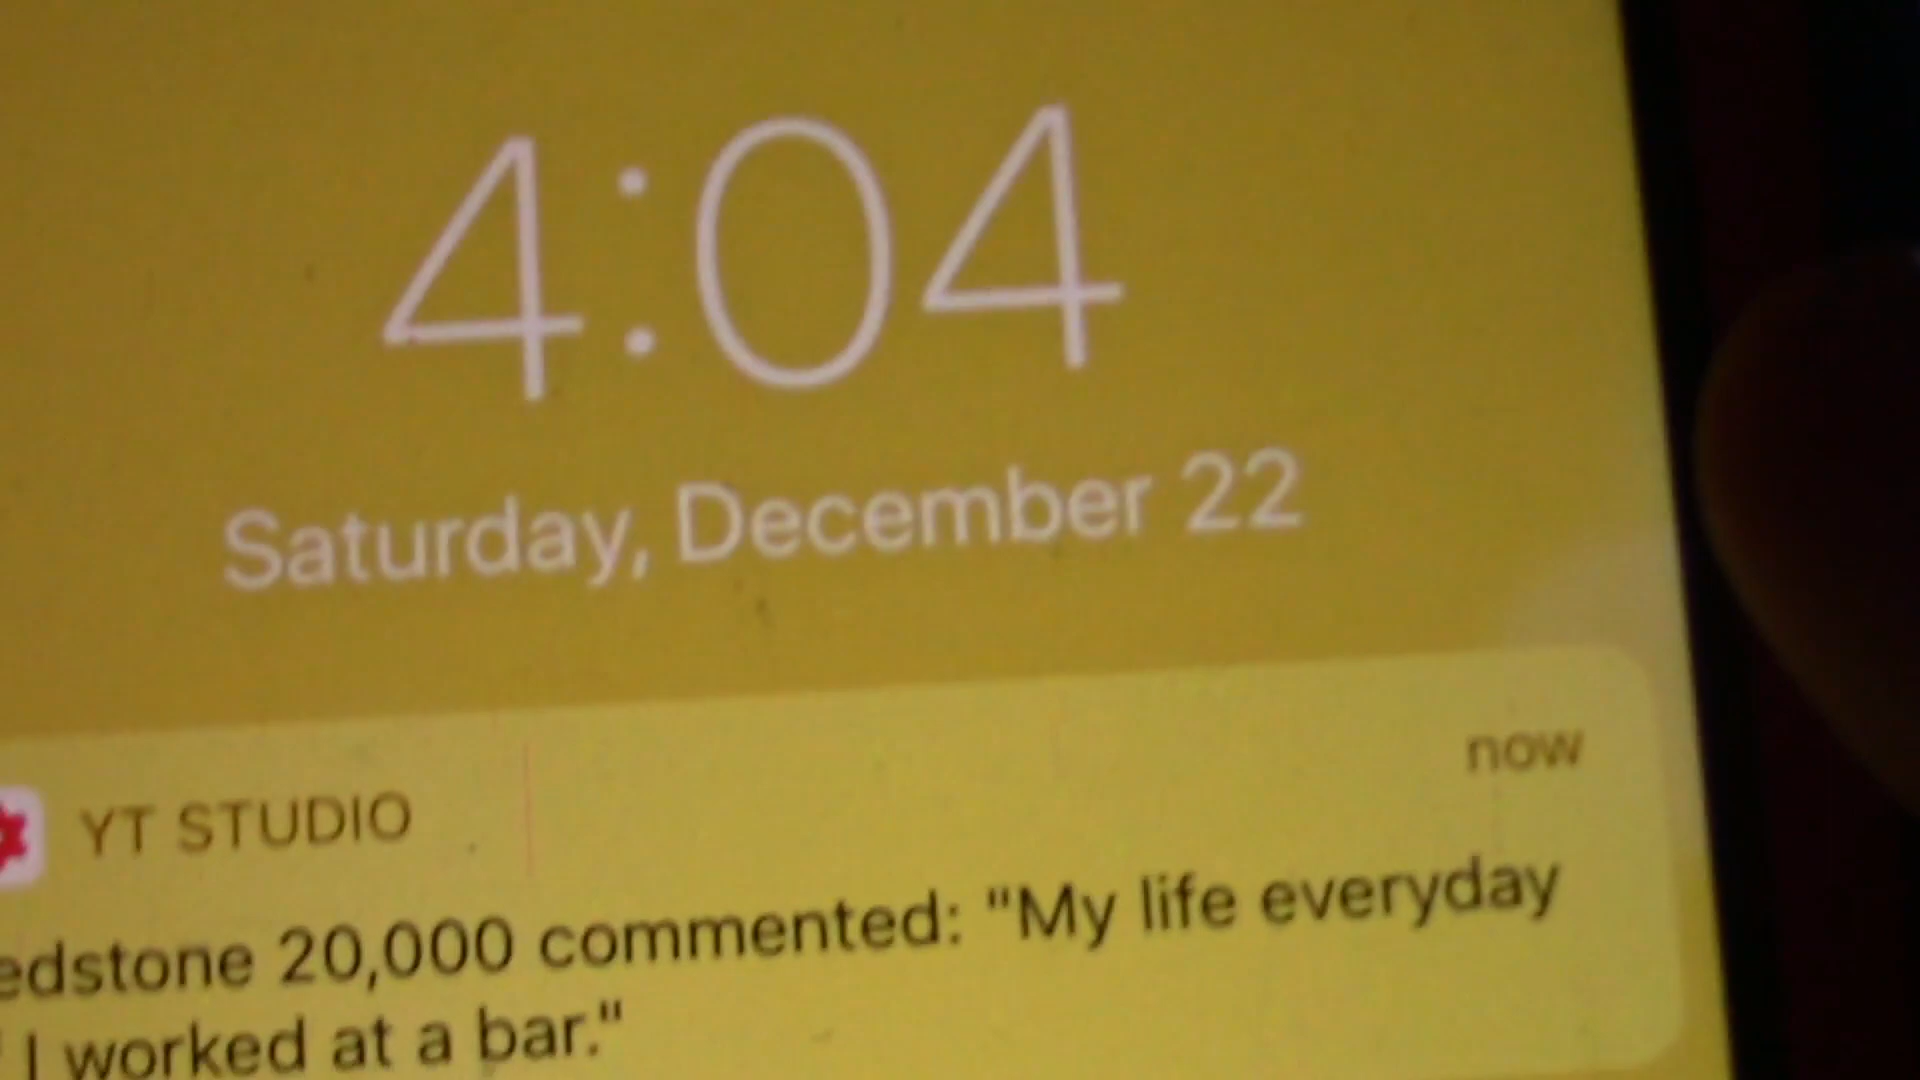 4:04
Saturday, December 22
YT STUDIO
now
edstone 20,000 commented: "My life everyday
I worked at a bar."